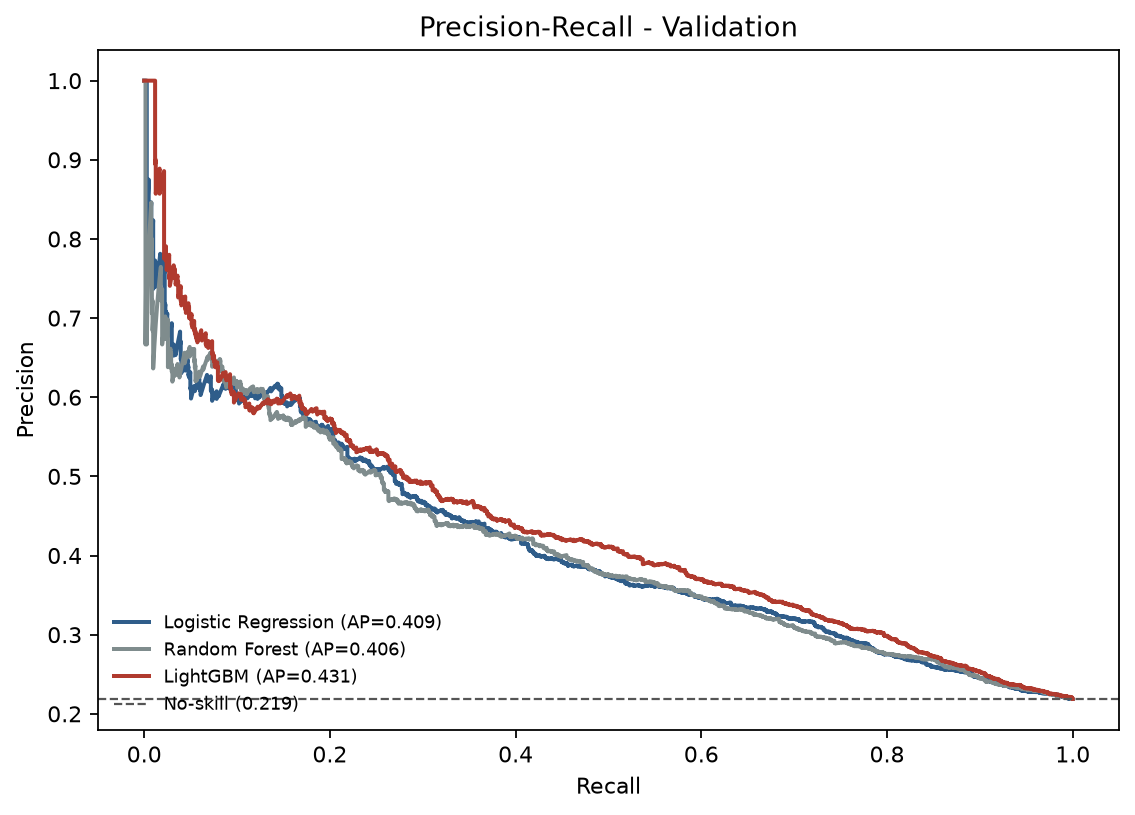 Precision-Recall - Validation
Precision
1.0
0.9
0.8
0.7
0.6
0.5
0.4
0.3
0.2
Logistic Regression (AP=0.409)
Random Forest (AP=0.406)
LightGBM (AP=0.431)
No-skill (0.219)
0.0 0.2 0.4 0.6 0.8 1.0
Recall